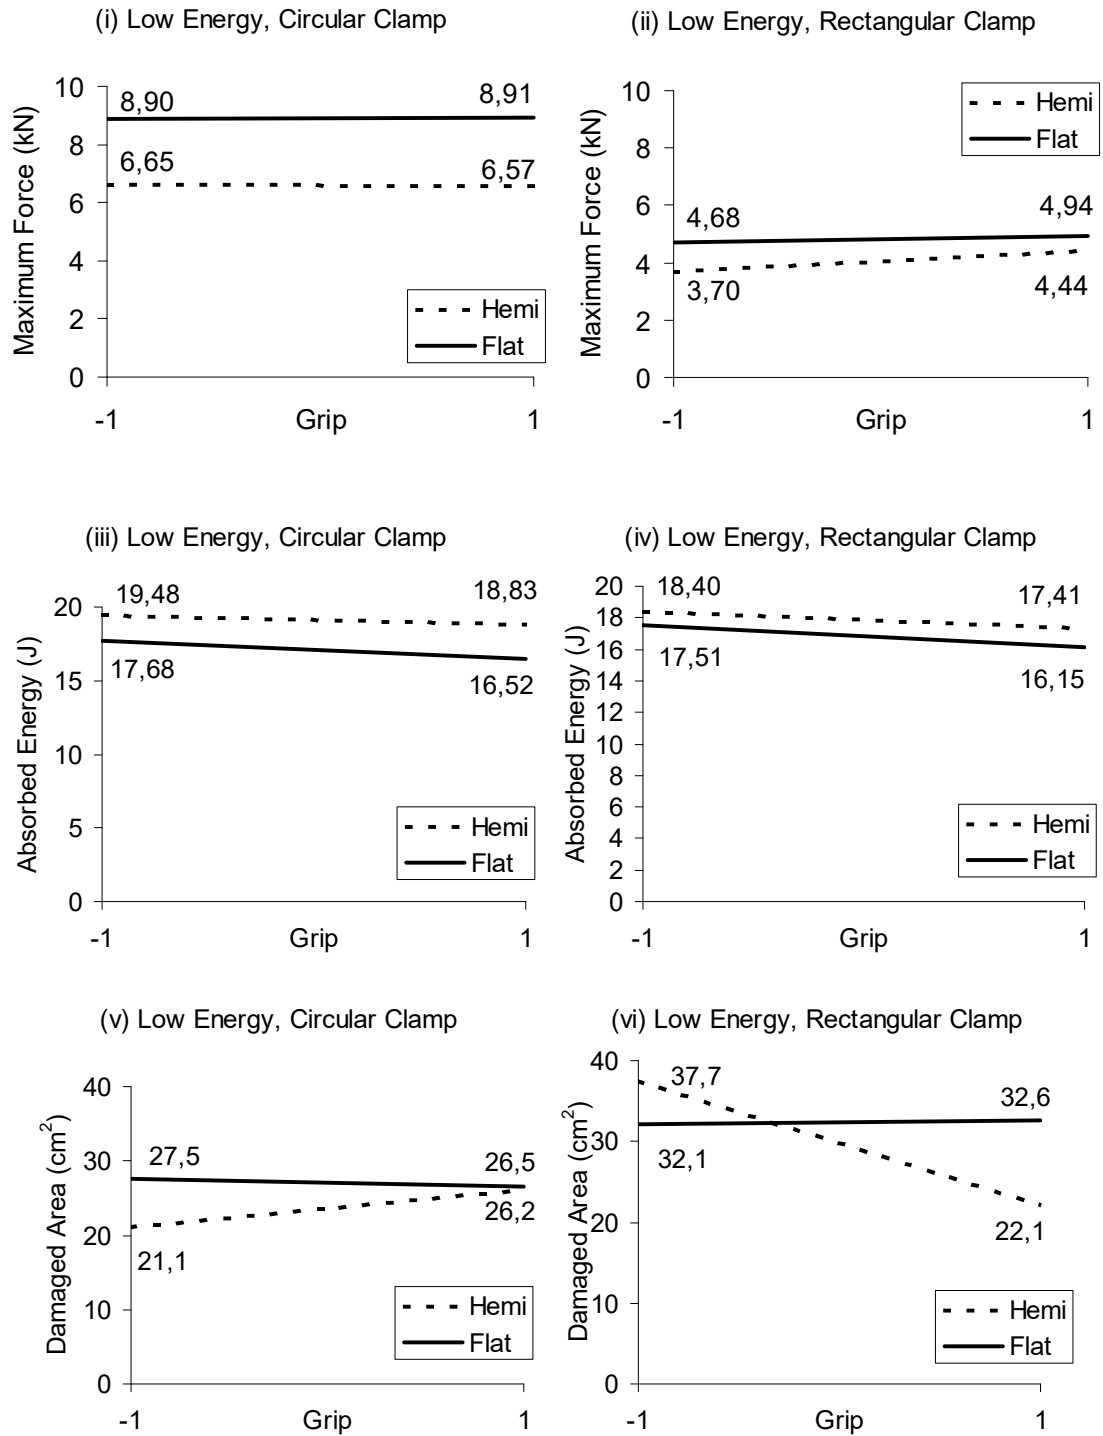 (i) Low Energy, Circular Clamp
Maximum Force (kN)
10
8
6
4
2
0
8,90
8,91
6,65
6,57
Hemi
Flat
-1
Grip
1
(ii) Low Energy, Rectangular Clamp
Maximum Force (kN)
10
8
6
4
2
0
Hemi
Flat
4,68
4,94
3,70
4,44
-1
Grip
1
(iii) Low Energy, Circular Clamp
Absorbed Energy (J)
20
15
10
5
0
19,48
18,83
17,68
16,52
Hemi
Flat
-1
Grip
1
(iv) Low Energy, Rectangular Clamp
Absorbed Energy (J)
20
18
16
14
12
10
8
6
4
2
0
18,40
17,41
17,51
16,15
Hemi
Flat
-1
Grip
1
(v) Low Energy, Circular Clamp
Damaged Area (cm²)
40
30
20
10
0
27,5
26,5
26,2
21,1
Hemi
Flat
-1
Grip
1
(vi) Low Energy, Rectangular Clamp
Damaged Area (cm²)
40
30
20
10
0
37,7
32,6
32,1
22,1
Hemi
Flat
-1
Grip
1